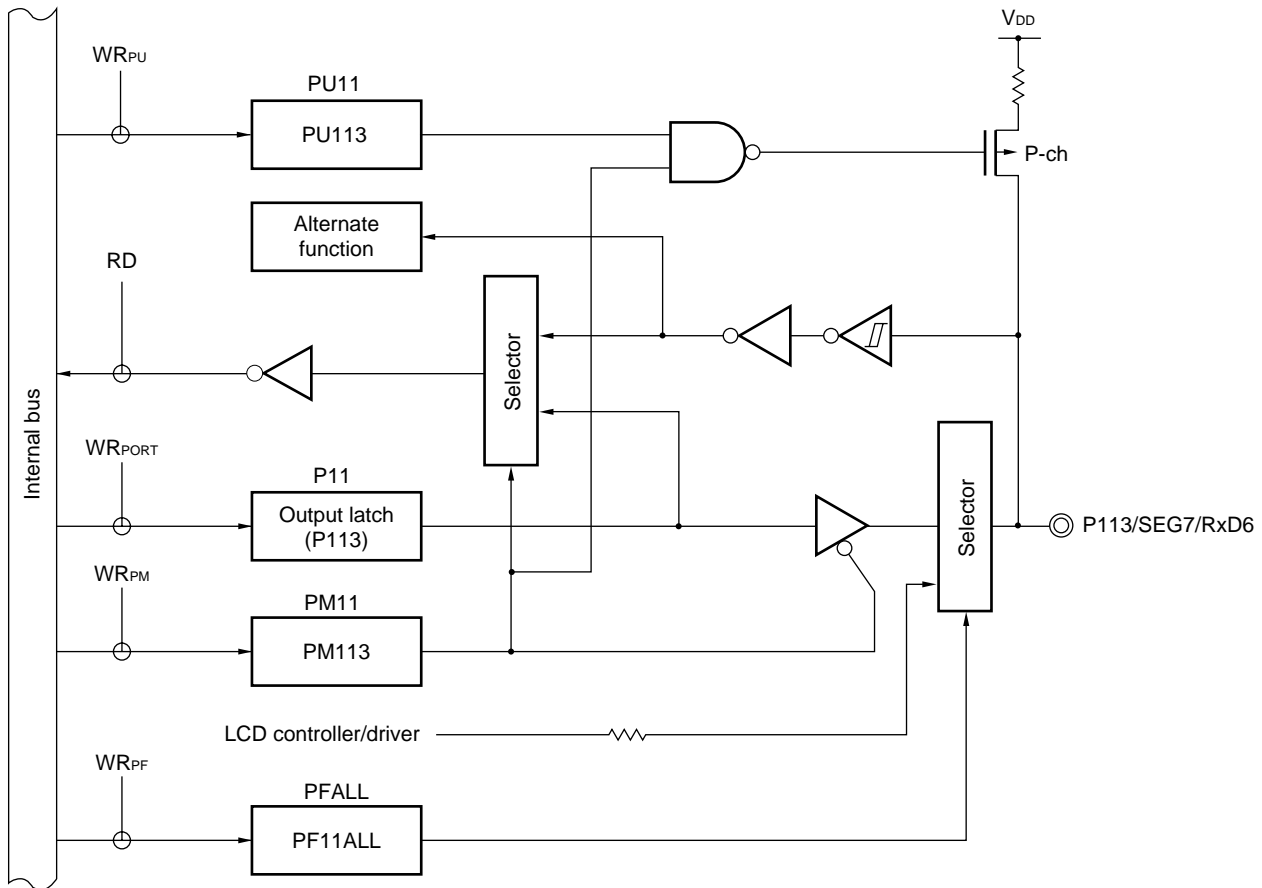 VDD
WRPU
PU11
PU113
P-ch
Alternate
function
RD
Selector
Internal bus
WRPORT
P11
Output latch
(P113)
Selector
P113/SEG7/RxD6
WRPM
PM11
PM113
LCD controller/driver
WRPF
PFALL
PF11ALL